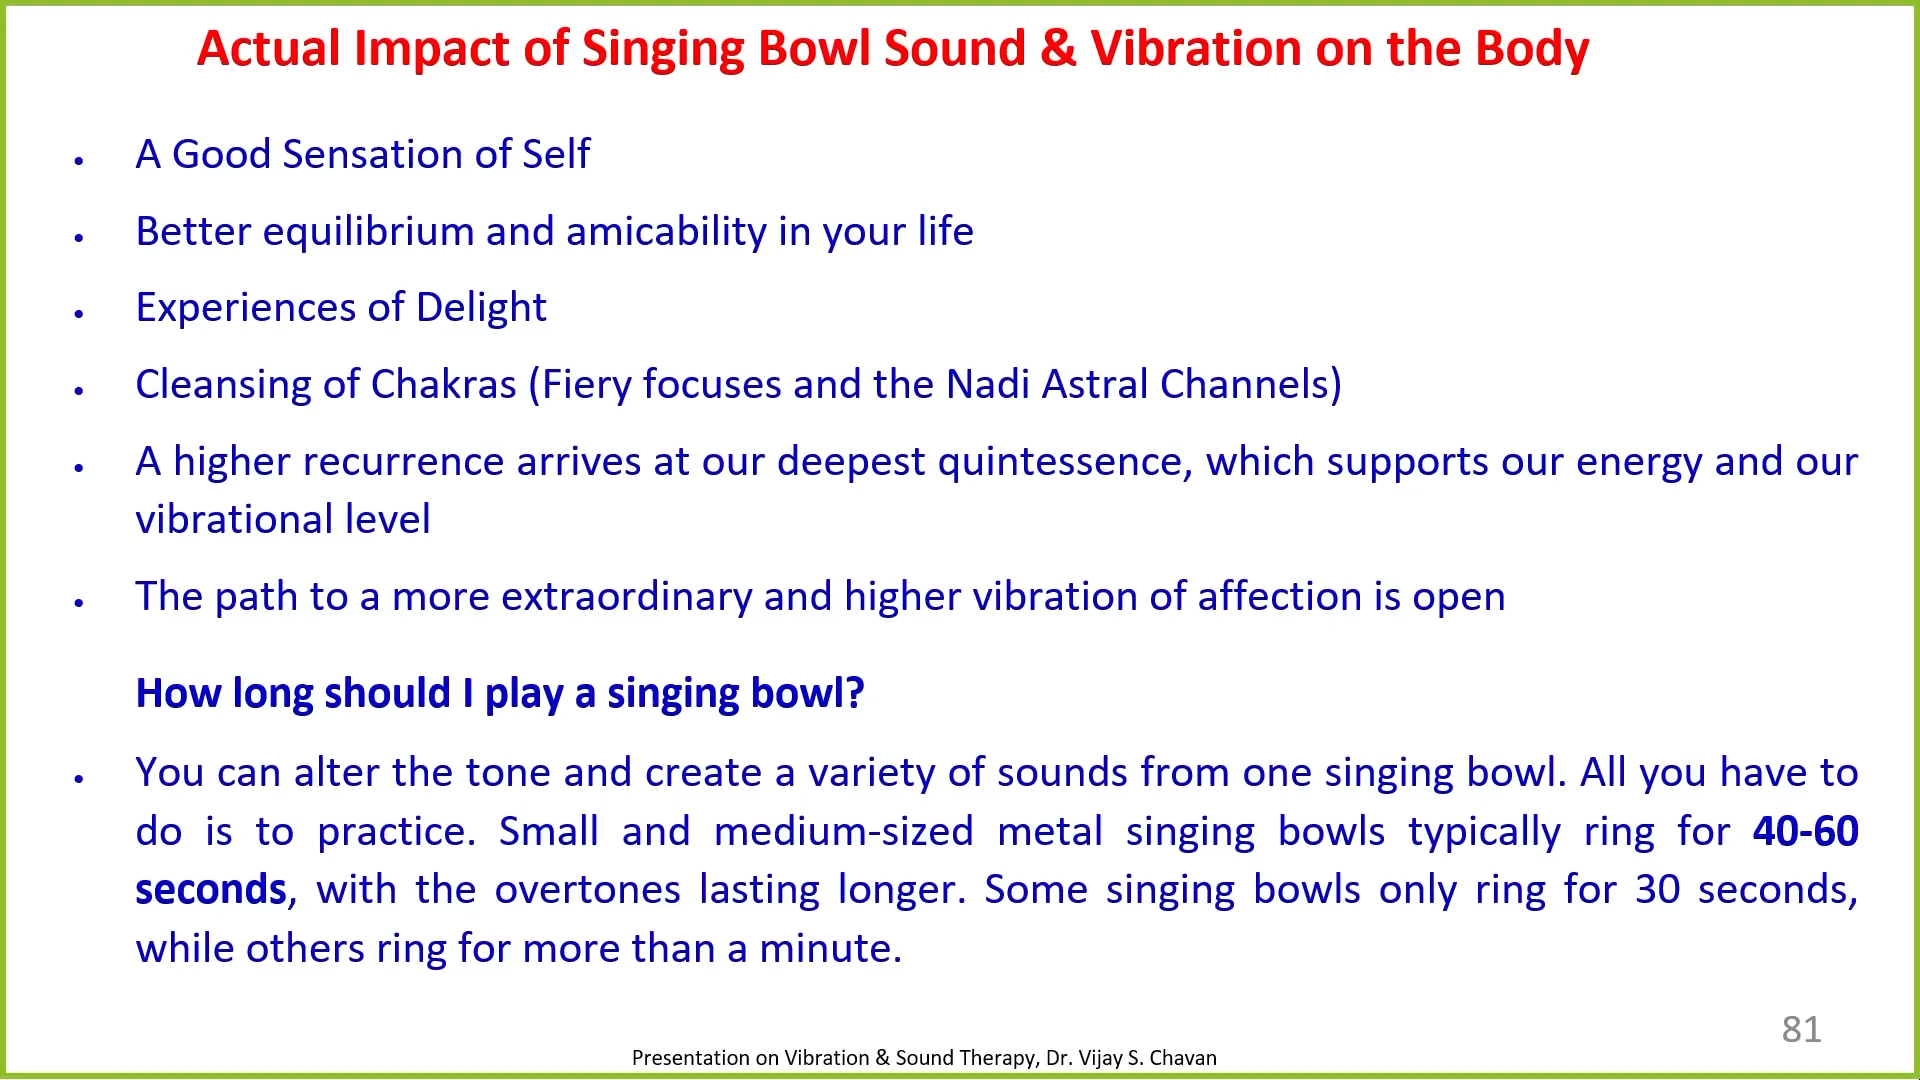 Actual Impact of Singing Bowl Sound & Vibration on the Body
• A Good Sensation of Self
• Better equilibrium and amicability in your life
• Experiences of Delight
• Cleansing of Chakras (Fiery focuses and the Nadi Astral Channels)
• A higher recurrence arrives at our deepest quintessence, which supports our energy and our
vibrational level
• The path to a more extraordinary and higher vibration of affection is open
How long should I play a singing bowl?
• You can alter the tone and create a variety of sounds from one singing bowl. All you have to
do is to practice. Small and medium-sized metal singing bowls typically ring for 40-60
seconds, with the overtones lasting longer. Some singing bowls only ring for 30 seconds,
while others ring for more than a minute.
81
Presentation on Vibration & Sound Therapy, Dr. Vijay S. Chavan